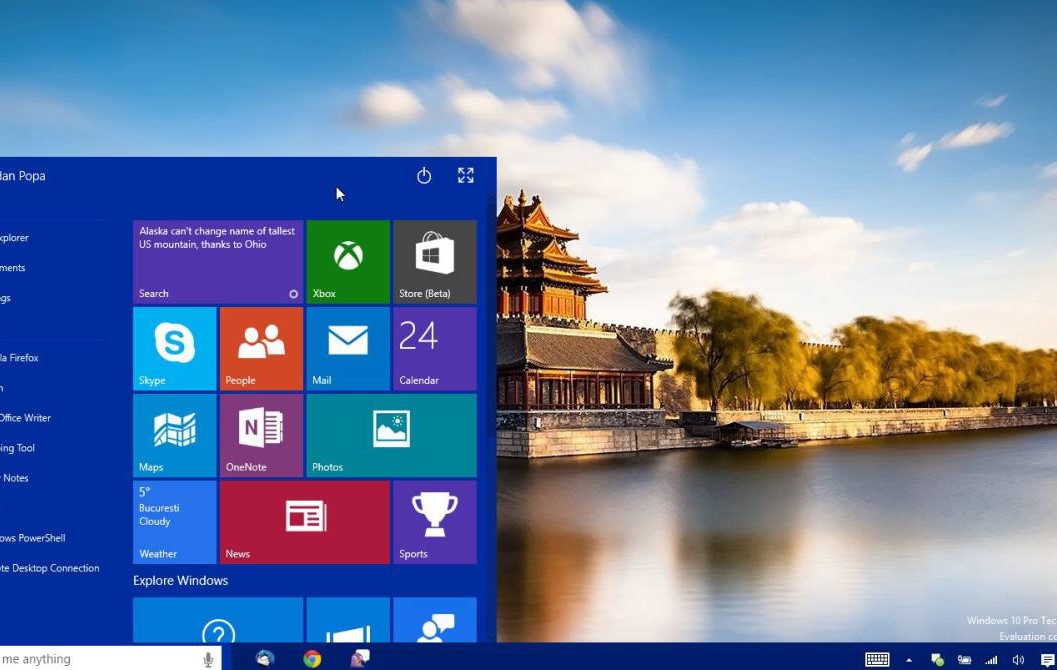 dan Popa
xplorer
ments
gs
la Firefox
n
Office Writer
ing Tool
Notes
ows PowerShell
te Desktop Connection
Alaska can't change name of tallest
US mountain, thanks to Ohio
Search
Xbox
Store (Beta)
Skype
People
Mail
24
Calendar
Maps
N
OneNote
Photos
5°
Bucuresti
Cloudy
Weather
News
Sports
Explore Windows
me anything
Windows 10 Pro Tec
Evaluation co